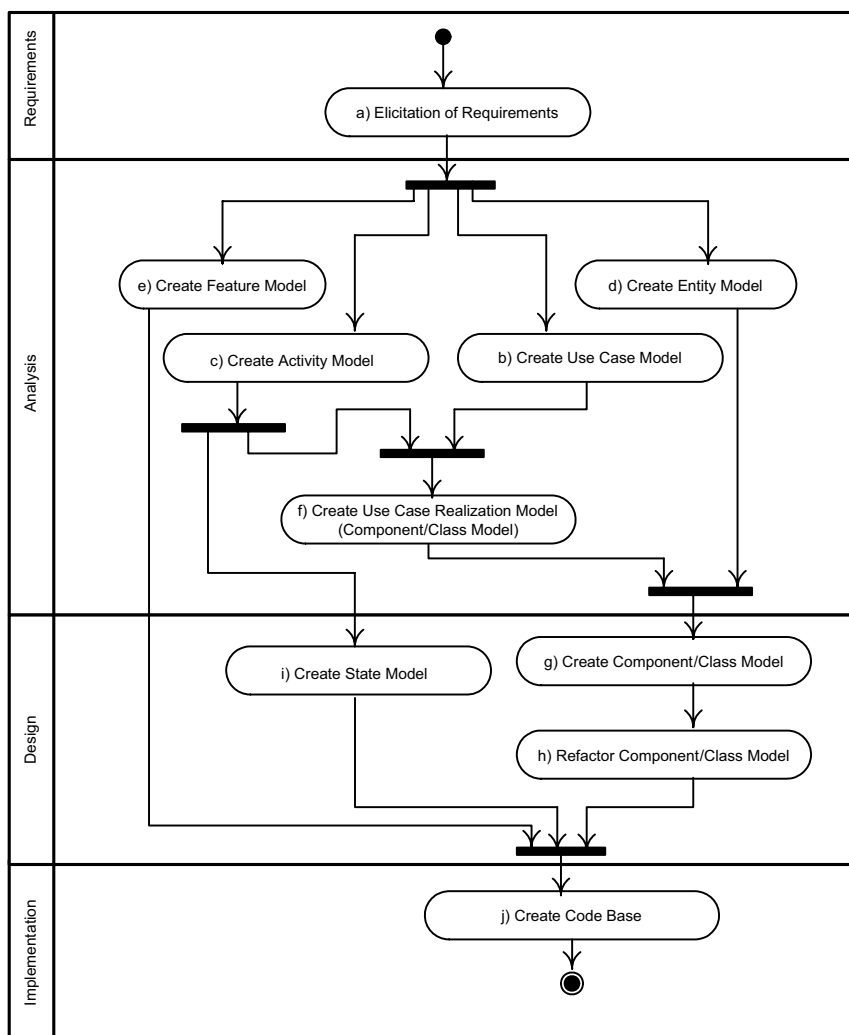 Requirements
a) Elicitation of Requirements
Analysis
e) Create Feature Model
d) Create Entity Model
c) Create Activity Model
b) Create Use Case Model
f) Create Use Case Realization Model
(Component/Class Model)
Design
g) Create Component/Class Model
i) Create State Model
h) Refactor Component/Class Model
Implementation
j) Create Code Base